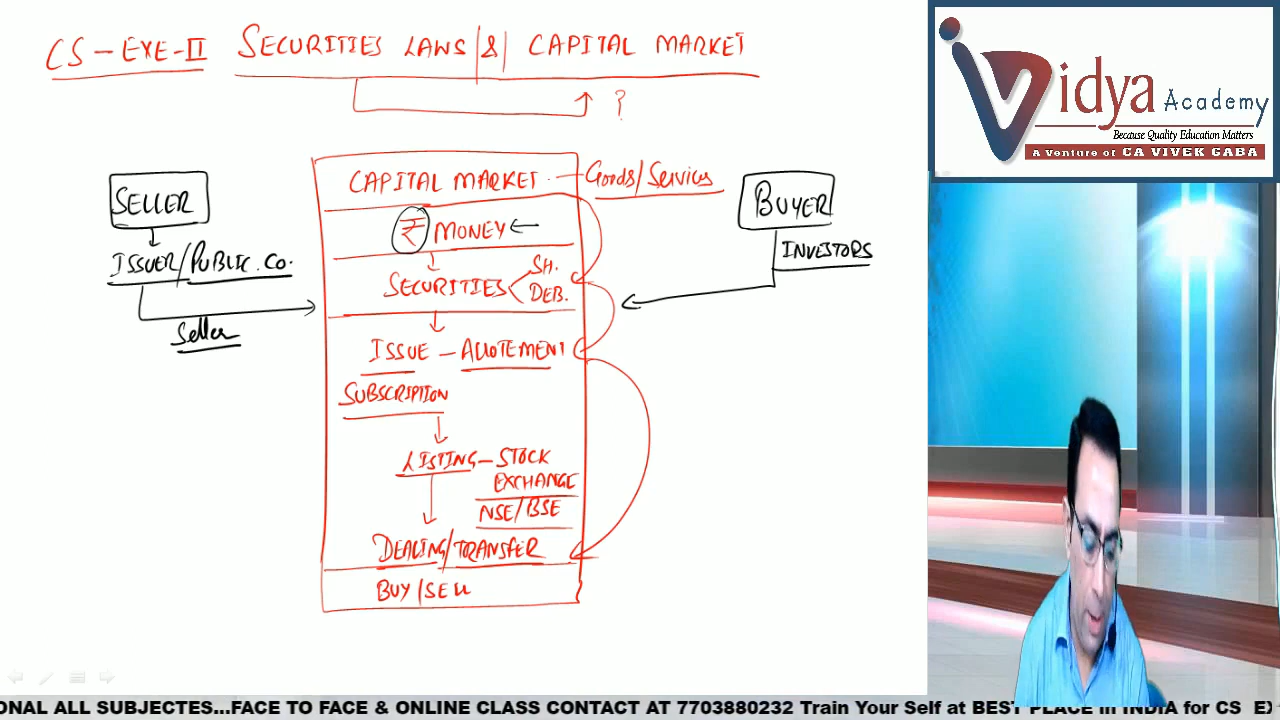 CS-EXE-II SECURITIES LAWS & CAPITAL MARKET
?
CAPITAL MARKET - Goods/Services
₹ MONEY
SECURITIES SH.
DEB.
ISSUE - ALLOTEMENT
SUBSCRIPTION
LISTING - STOCK
EXCHANGE
NSE/BSE
DEALING/TRANSFER
BUY/SELL
SELLER
ISSUER/PUBLIC.CO.
Seller
BUYER
INVESTORS
Vidya Academy
Because Quality Education Matters
A Venture of CA VIVEK GABA
ONAL ALL SUBJECTES...FACE TO FACE & ONLINE CLASS CONTACT AT 7703880232 Train Your Self at BEST PLACE in INDIA for CS EX